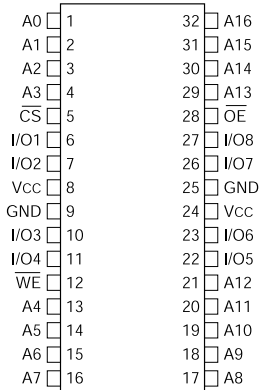 A0 1 32 A16
A1 2 31 A15
A2 3 30 A14
A3 4 29 A13
C̅S̅ 5 28 O̅E̅
I/O1 6 27 I/O8
I/O2 7 26 I/O7
Vcc 8 25 GND
GND 9 24 Vcc
I/O3 10 23 I/O6
I/O4 11 22 I/O5
W̅E̅ 12 21 A12
A4 13 20 A11
A5 14 19 A10
A6 15 18 A9
A7 16 17 A8